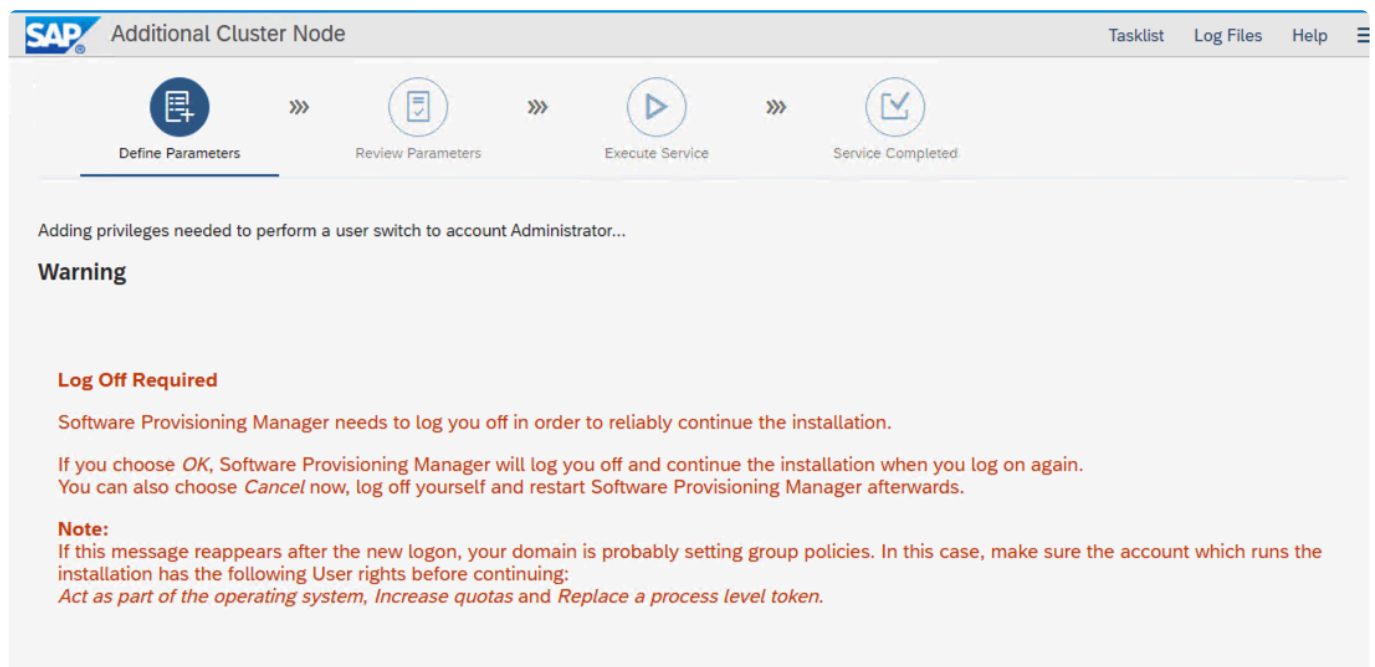 SAP® Additional Cluster Node Tasklist Log Files Help
Define Parameters Review Parameters Execute Service Service Completed
Adding privileges needed to perform a user switch to account Administrator...
Warning
Log Off Required
Software Provisioning Manager needs to log you off in order to reliably continue the installation.
If you choose OK, Software Provisioning Manager will log you off and continue the installation when you log on again.
You can also choose Cancel now, log off yourself and restart Software Provisioning Manager afterwards.
Note:
If this message reappears after the new logon, your domain is probably setting group policies. In this case, make sure the account which runs the
installation has the following User rights before continuing:
Act as part of the operating system, Increase quotas and Replace a process level token.